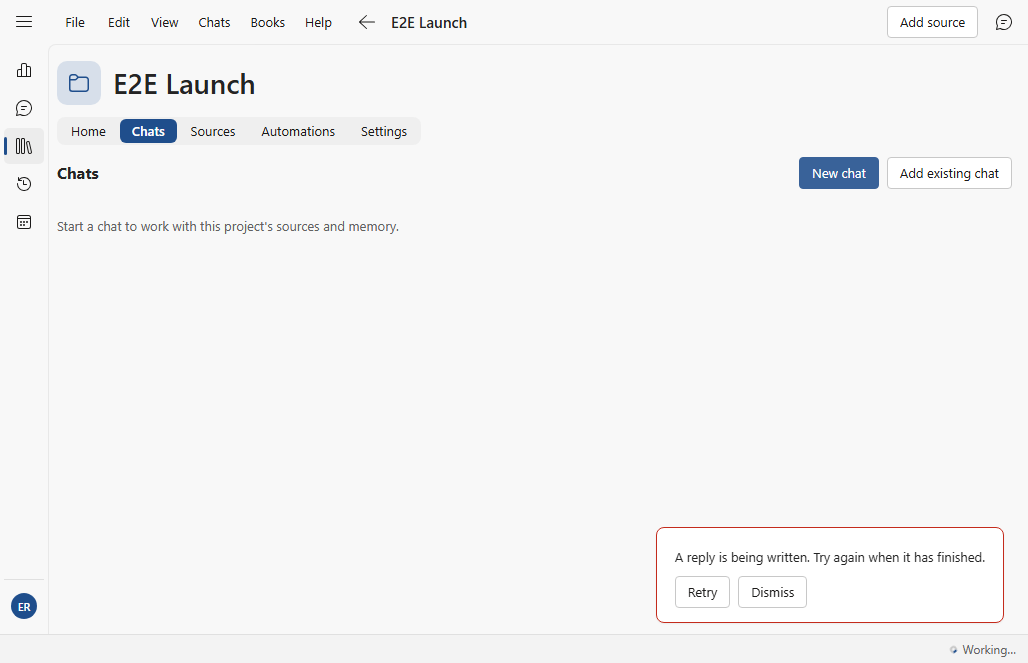 File Edit View Chats Books Help E2E Launch Add source
E2E Launch
Home Chats Sources Automations Settings
Chats New chat Add existing chat
Start a chat to work with this project's sources and memory.
A reply is being written. Try again when it has finished.
Retry Dismiss
ER
Working...